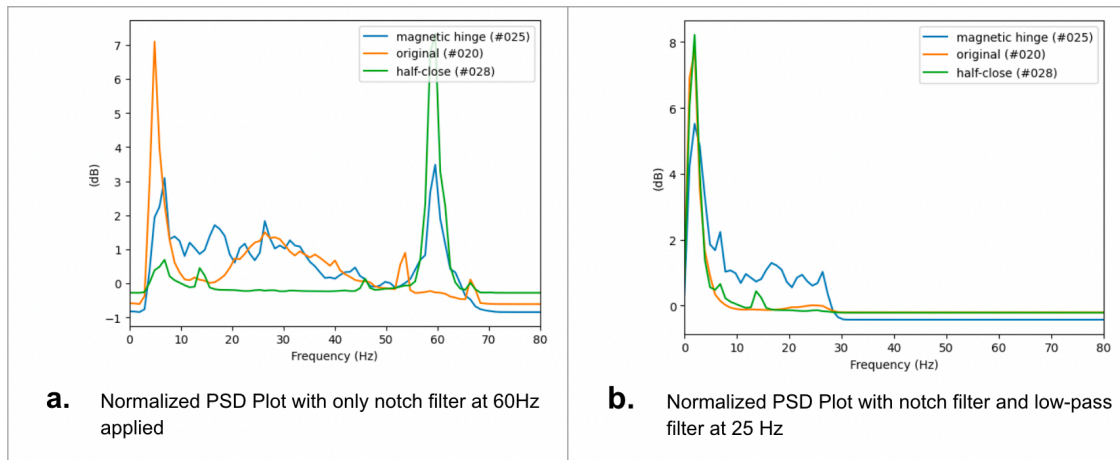 magnetic hinge (#025)
original (#020)
half-close (#028)
7
6
5
4
3
2
1
0
−1
(dB)
0 10 20 30 40 50 60 70 80
Frequency (Hz)
a. Normalized PSD Plot with only notch filter at 60Hz
applied
magnetic hinge (#025)
original (#020)
half-close (#028)
8
6
4
2
0
(dB)
0 10 20 30 40 50 60 70 80
Frequency (Hz)
b. Normalized PSD Plot with notch filter and low-pass
filter at 25 Hz